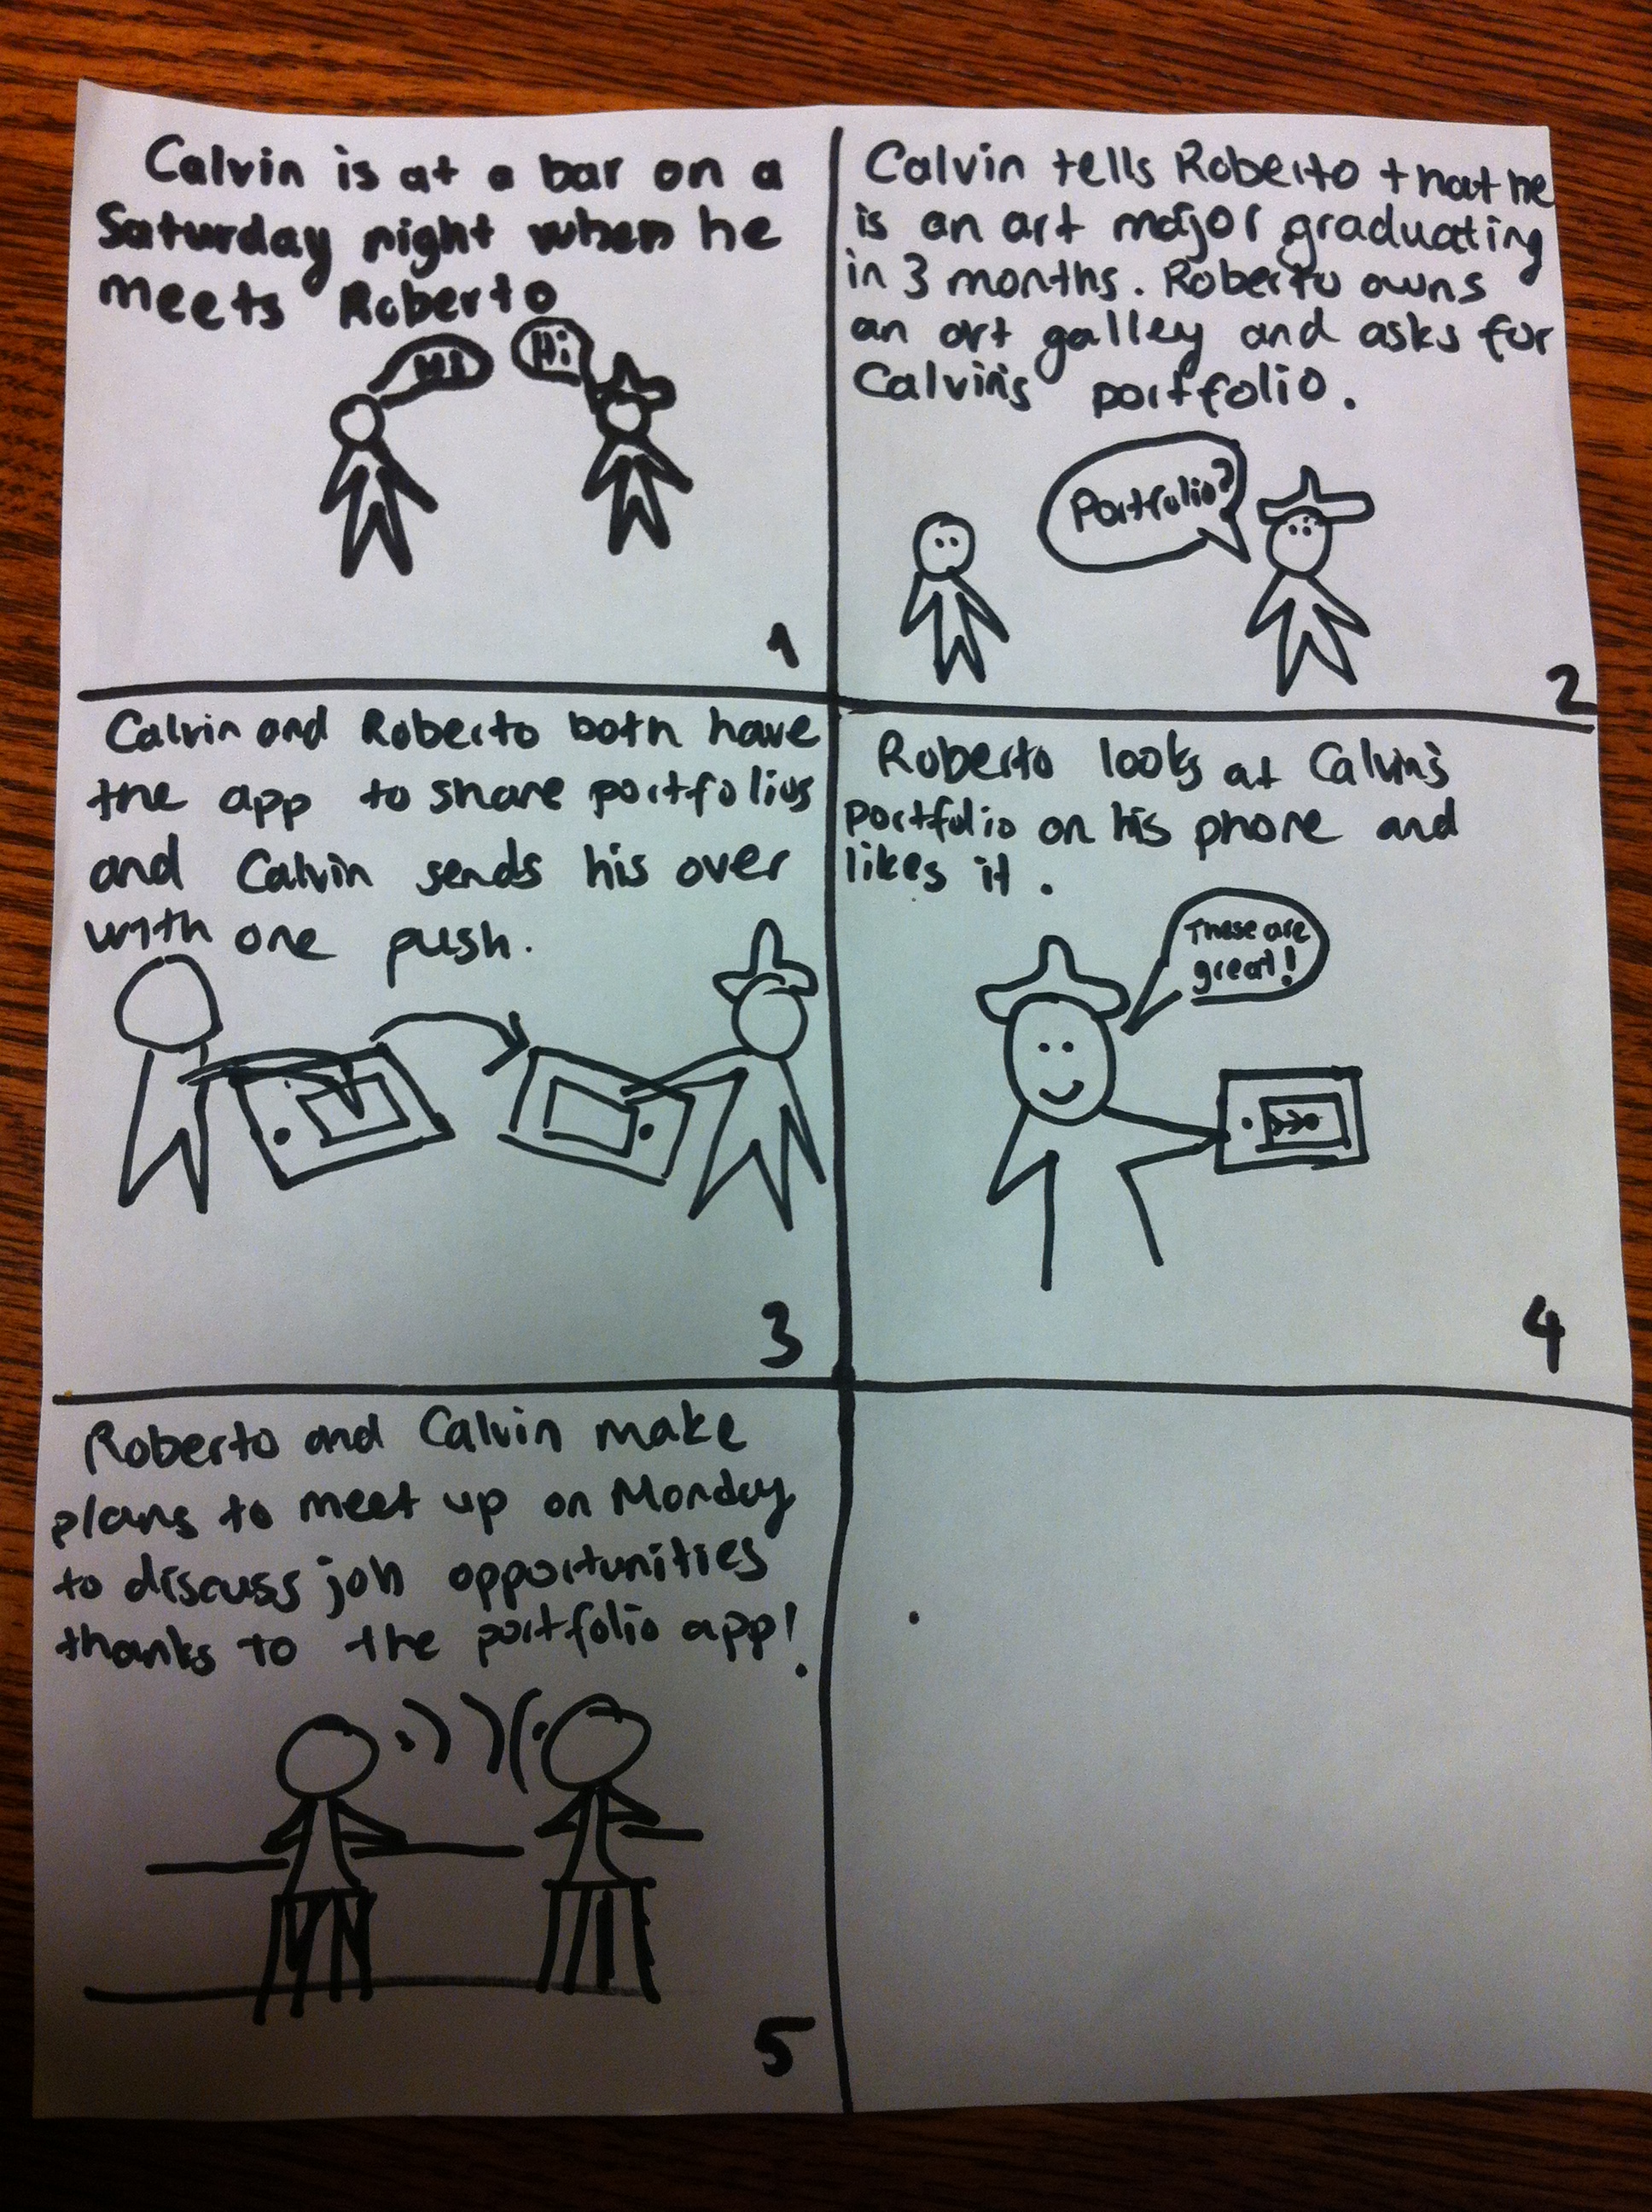 Calvin is at a bar on a
Saturday night when he
meets Roberto
Hi
Hi
1
Calvin tells Roberto that he
is an art major graduating
in 3 months. Roberto owns
an art galley and asks for
Calvin's portfolio.
Portfolio?
2
Calvin and Roberto both have
the app to share portfolios
and Calvin sends his over
with one push.
3
Roberto looks at Calvin's
portfolio on his phone and
likes it.
These are
great!
4
Roberto and Calvin make
plans to meet up on Monday
to discuss job opportunities
thanks to the portfolio app!
:) ) (:
5